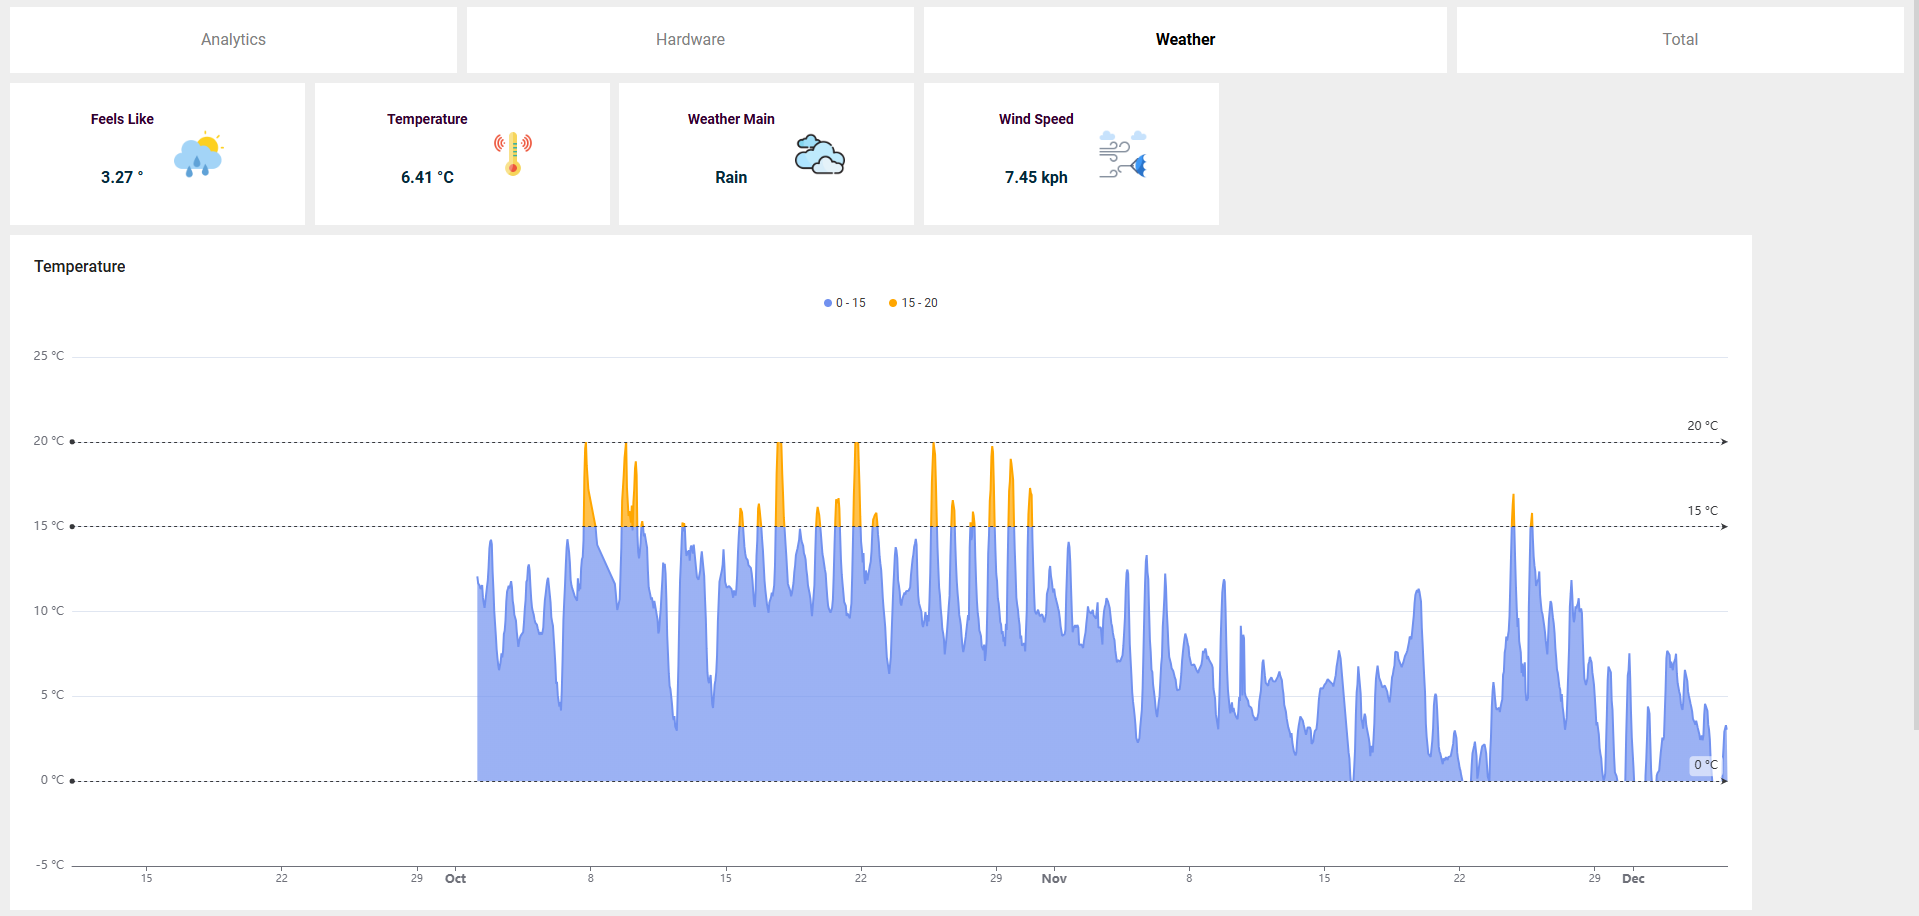 Analytics
Hardware
Weather
Total
Feels Like
3.27 °
Temperature
6.41 °C
Weather Main
Rain
Wind Speed
7.45 kph
Temperature
0 - 15
15 - 20
25 °C
20 °C
20 °C
15 °C
15 °C
10 °C
5 °C
0 °C
0 °C
-5 °C
15 22 29 Oct 8 15 22 29 Nov 8 15 22 29 Dec